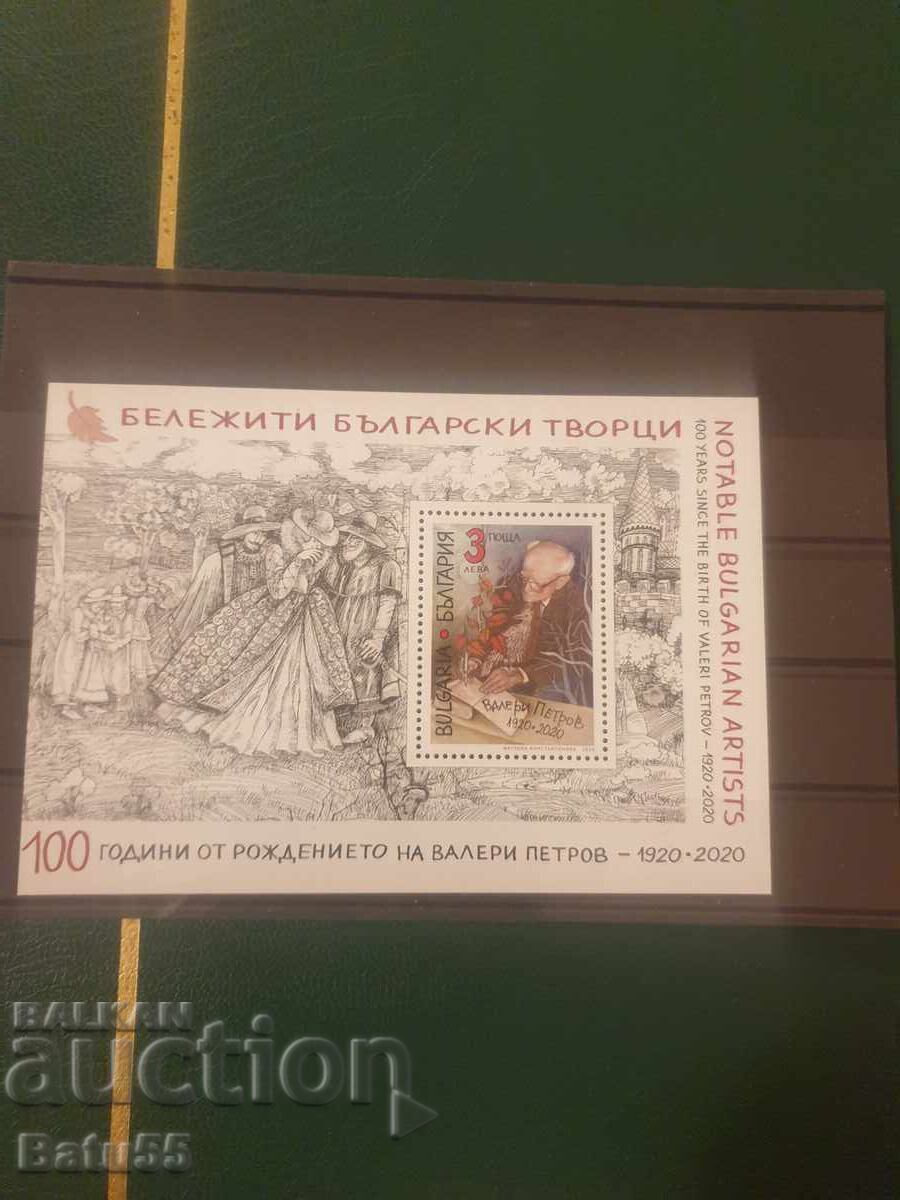 БЕЛЕЖИТИ БЪЛГАРСКИ ТВОРЦИ
NOTABLE BULGARIAN ARTISTS
100 YEARS SINCE THE BIRTH OF VALERI PETROV – 1920 • 2020
BULGARIA • БЪЛГАРИЯ
3 ПОЩА
ЛЕВА
ВАЛЕРИ ПЕТРОВ
1920 • 2020
2020
100 ГОДИНИ ОТ РОЖДЕНИЕТО НА ВАЛЕРИ ПЕТРОВ – 1920 • 2020
BALKAN
auction
Batu55